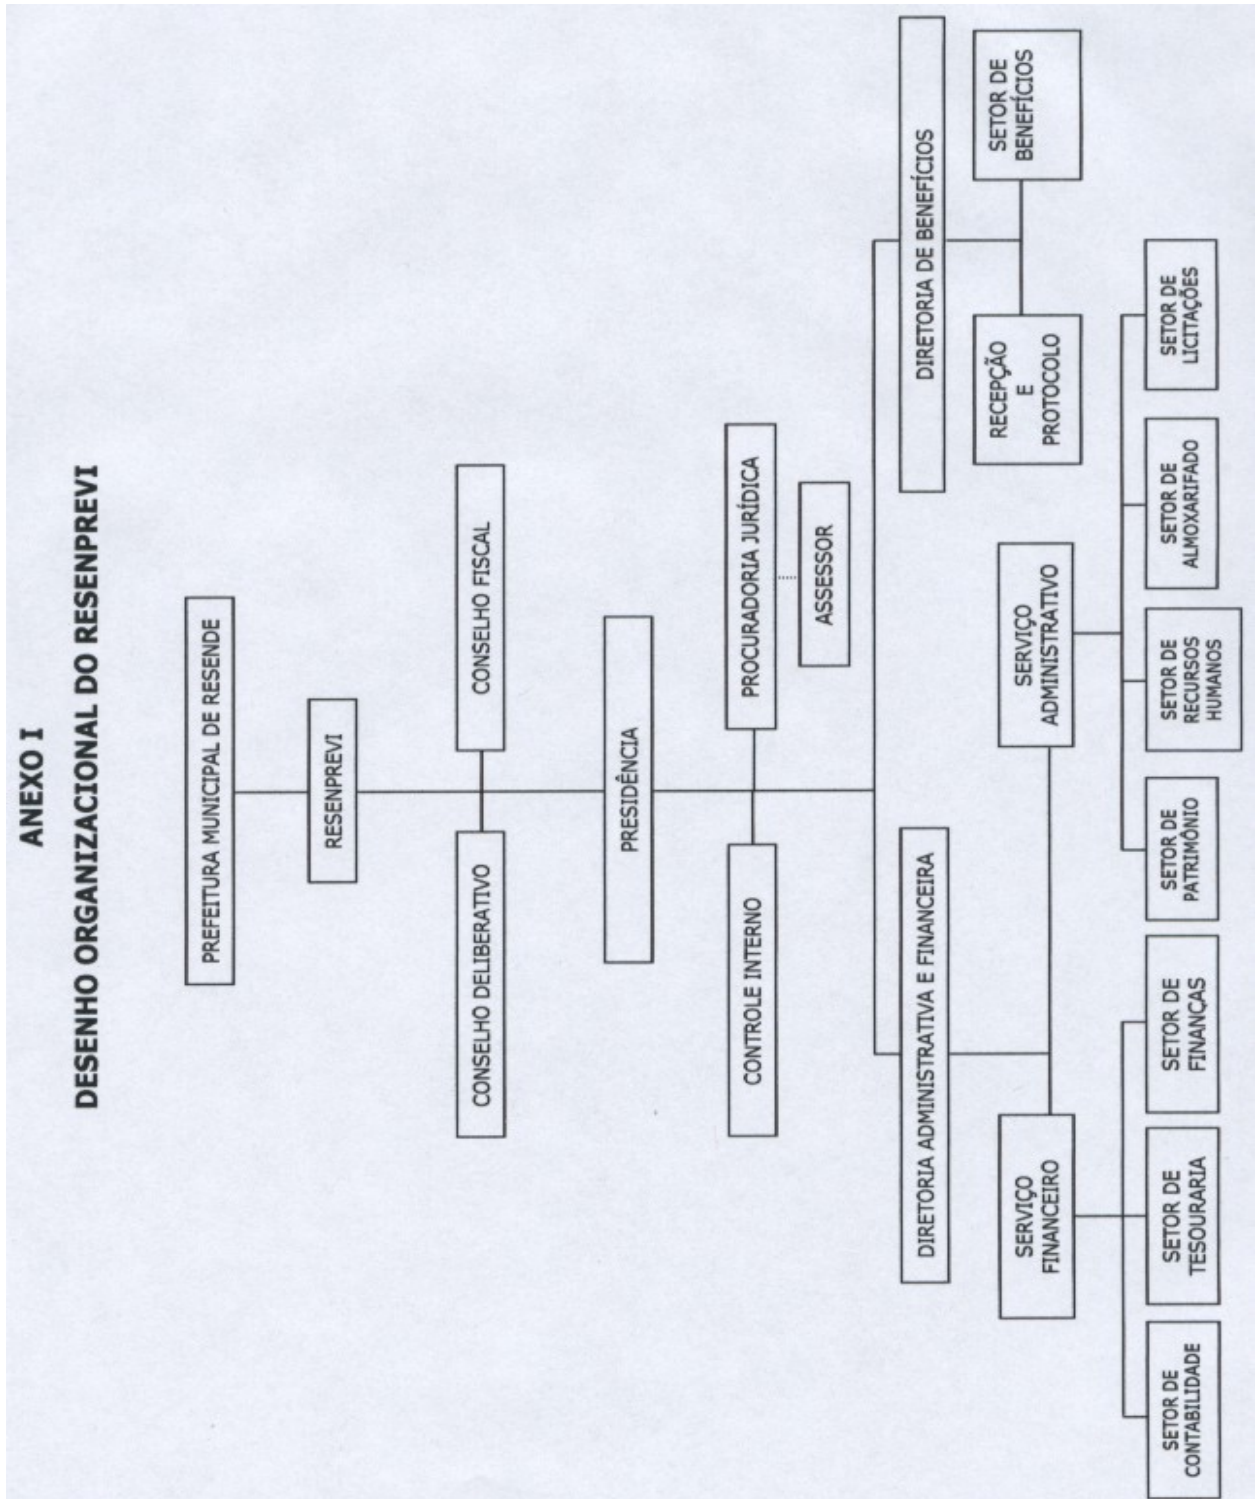 ANEXO I
DESENHO ORGANIZACIONAL DO RESENPREVI
PREFEITURA MUNICIPAL DE RESENDE
RESENPREVI
CONSELHO DELIBERATIVO
CONSELHO FISCAL
PRESIDÊNCIA
CONTROLE INTERNO
PROCURADORIA JURÍDICA
ASSESSOR
DIRETORIA ADMINISTRATIVA E FINANCEIRA
DIRETORIA DE BENEFÍCIOS
SERVIÇO
FINANCEIRO
SERVIÇO
ADMINISTRATIVO
RECEPÇÃO
E
PROTOCOLO
SETOR DE
BENEFÍCIOS
SETOR DE
CONTABILIDADE
SETOR DE
TESOURARIA
SETOR DE
FINANÇAS
SETOR DE
PATRIMÔNIO
SETOR DE
RECURSOS
HUMANOS
SETOR DE
ALMOXARIFADO
SETOR DE
LICITAÇÕES